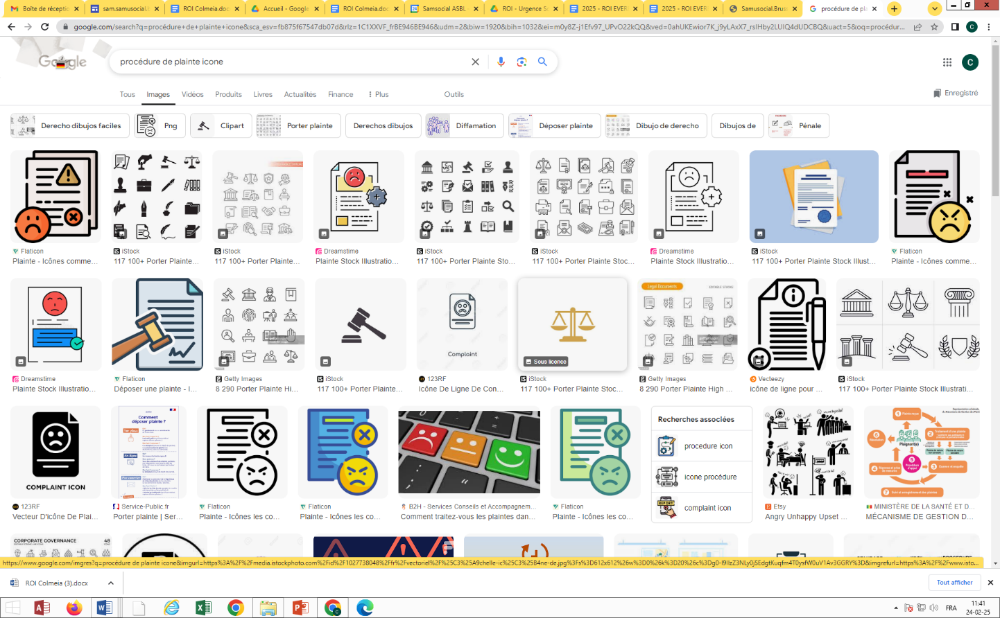 Boîte de réceptic
sam.samusocial.b
ROI Colmeia.doc
Accueil - Google
ROI Colmeia.doc
Samsocial ASBL
ROI - Urgence So
2025 - ROI EVER
2025 - ROI EVER
Samusocial.Bruss
procédure de pla
google.com/search?q=procédure+de+plainte+icone&sca_esv=fb875f67547db07d&rlz=1C1XXVF_frBE946BE946&udm=2&biw=1920&bih=1032&ei=m0y8Z-j1Efv97_UPvO22kQQ&ved=0ahUKEwior7K_j9yLAxX7_rsIHby2LUIQ4dUDCBQ&uact=5&oq=procédur...
Google
procédure de plainte icone
C
Tous Images Vidéos Produits Livres Actualités Finance Plus Outils
Enregistré
Derecho dibujos faciles
Png
Clipart
Porter plainte
Derechos dibujos
Diffamation
Déposer plainte
Dibujo de derecho
Dibujos de
Pénale
Flaticon
Plainte - Icônes comme...
iStock
117 100+ Porter Plainte...
iStock
117 100+ Porter Plainte...
Dreamstime
Plainte Stock Illustratio...
iStock
117 100+ Porter Plainte Sto...
iStock
117 100+ Porter Plainte Stoc...
Dreamstime
Plainte Stock Illustratio...
iStock
117 100+ Porter Plainte Stock Illust...
Flaticon
Plainte - Icônes comme...
Complaint
Sous licence
Legal Documents
Dreamstime
Plainte Stock Illustratio...
Flaticon
Déposer une plainte - I...
Getty Images
8 290 Porter Plainte Hi...
iStock
117 100+ Porter Plainte...
123RF
Icône De Ligne De Con...
iStock
117 100+ Porter Plainte Stoc...
Getty Images
8 290 Porter Plainte High ...
Vecteezy
icône de ligne pour ...
iStock
117 100+ Porter Plainte Stock Illustrati...
COMPLAINT ICON
Comment
déposer plainte ?
Recherches associées
procedure icon
icone procédure
REPORT
complaint icon
123RF
Vecteur D'icône De Plai...
Service-Public.fr
Porter plainte | Ser...
Flaticon
Plainte - Icônes les co...
Flaticon
Plainte - Icônes les co...
B2H - Services Conseils et Accompagnem...
Comment traitez-vous les plaintes dan...
Flaticon
Plainte - Icônes les co...
Etsy
Angry Unhappy Upset ...
MINISTÈRE DE LA SANTÉ ET D...
MÉCANISME DE GESTION D...
CORPORATE GOVERNANCE
48
https://www.google.com/imgres?q=procédure de plainte icone&imgurl=https%3A%2F%2Fmedia.istockphoto.com%2Fid%2F1027738048%2Ffr%2Fvectoriel%2F%25C3%25A9chelle-ic%25C3%25B4ne-de.jpg%3Fs%3D612x612%26w%3D0%26k%3D20%26c%3Dg0-I9IzZ3NLy0jSEdgtKuqfm4T0ysfW0uV1Av3GGRY%3D&imgrefurl=https%3A%2F%2Fwww.isto...
ROI Colmeia (3).docx
Tout afficher
FRA
11:41
24-02-25